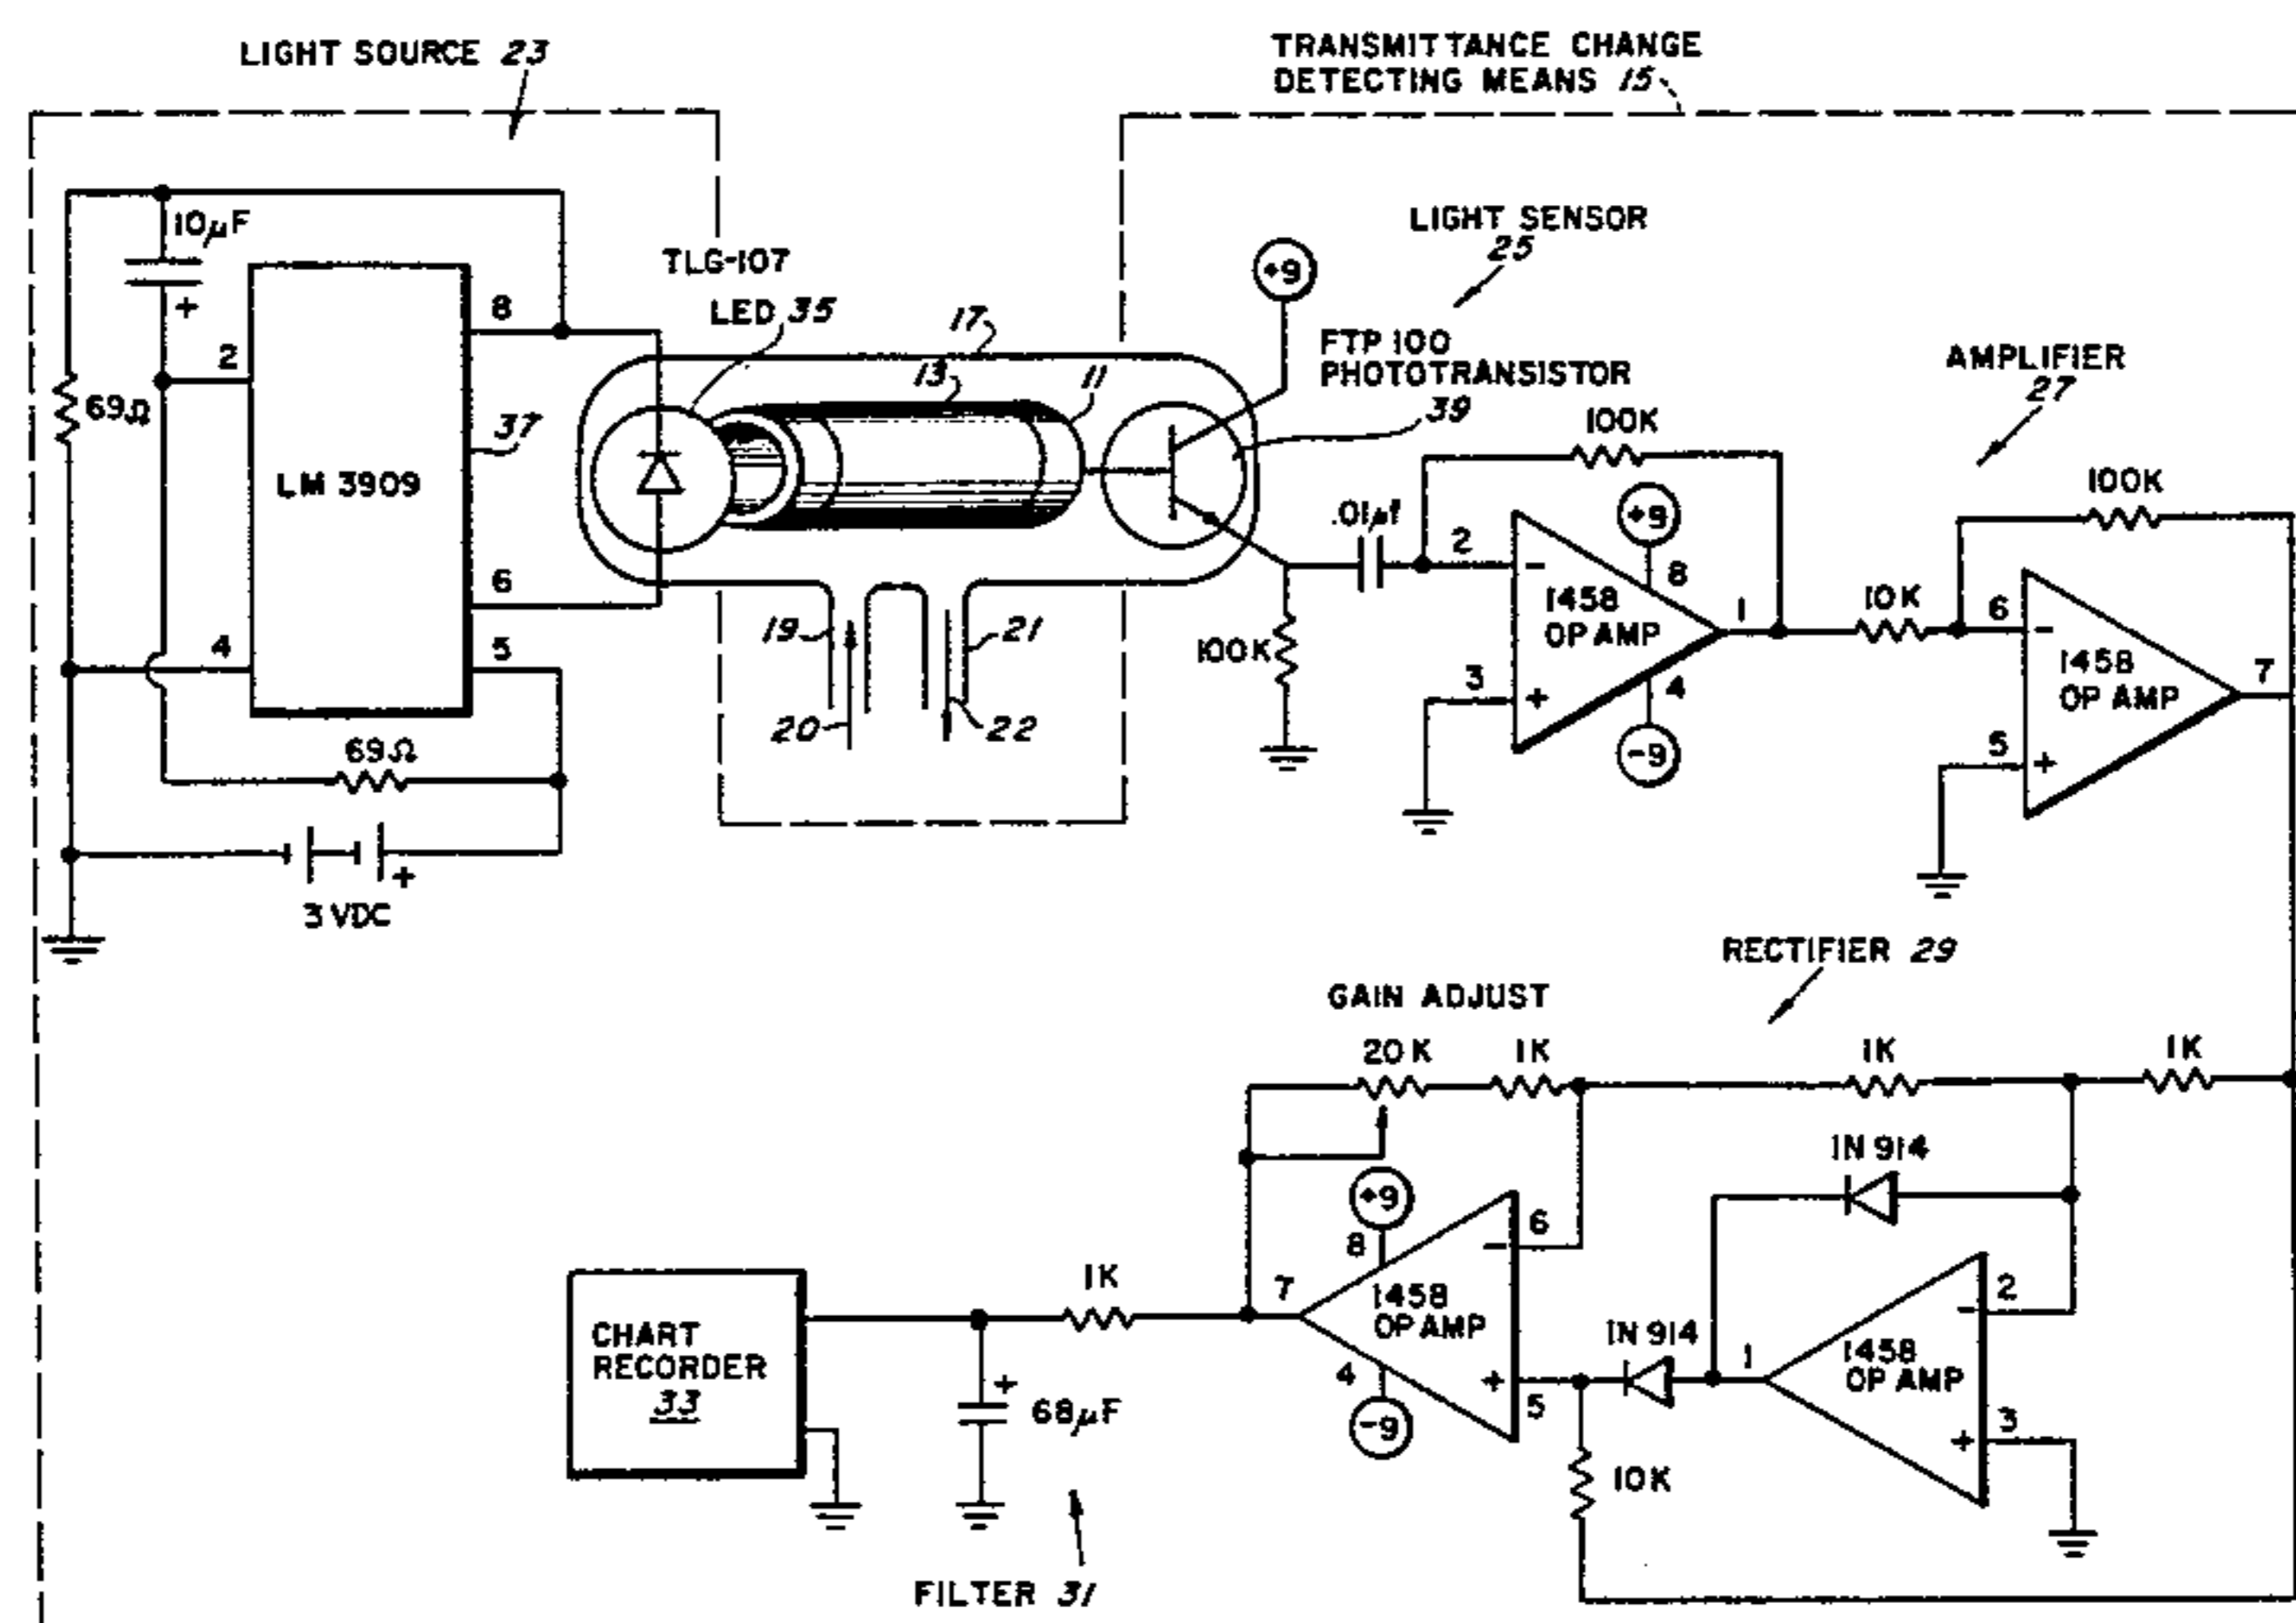 LIGHT SOURCE 23
TRANSMITTANCE CHANGE
DETECTING MEANS 15
10µF
+
2
8
69Ω
LM 3909
37
6
4
5
69Ω
+
3 VDC
TLG-107
LED 35
17
13
11
19
21
20
22
LIGHT SENSOR
25
+9
FTP 100
PHOTOTRANSISTOR
39
100K
.01µf
100K
AMPLIFIER
27
2
-
+9
8
1458
OP AMP
1
3
+
4
-9
100K
10K
6
-
1458
OP AMP
7
5
+
RECTIFIER 29
GAIN ADJUST
20K
1K
1K
1K
1N 914
+9
8
6
-
7
1458
OP AMP
4
-9
+
5
1N 914
1
2
-
1458
OP AMP
3
+
10K
1K
CHART
RECORDER
33
+
68µF
FILTER 31